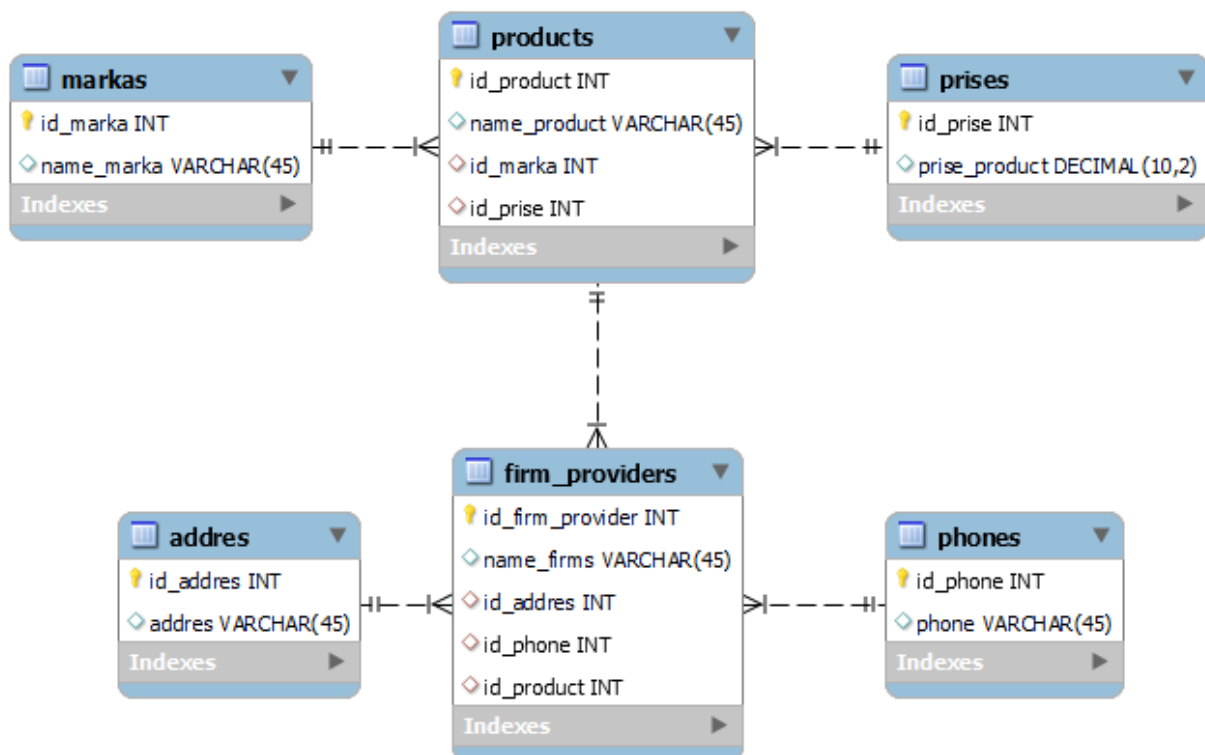 markas
id_marka INT
name_marka VARCHAR(45)
Indexes
products
id_product INT
name_product VARCHAR(45)
id_marka INT
id_prise INT
Indexes
prises
id_prise INT
prise_product DECIMAL(10,2)
Indexes
addres
id_addres INT
addres VARCHAR(45)
Indexes
firm_providers
id_firm_provider INT
name_firms VARCHAR(45)
id_addres INT
id_phone INT
id_product INT
Indexes
phones
id_phone INT
phone VARCHAR(45)
Indexes